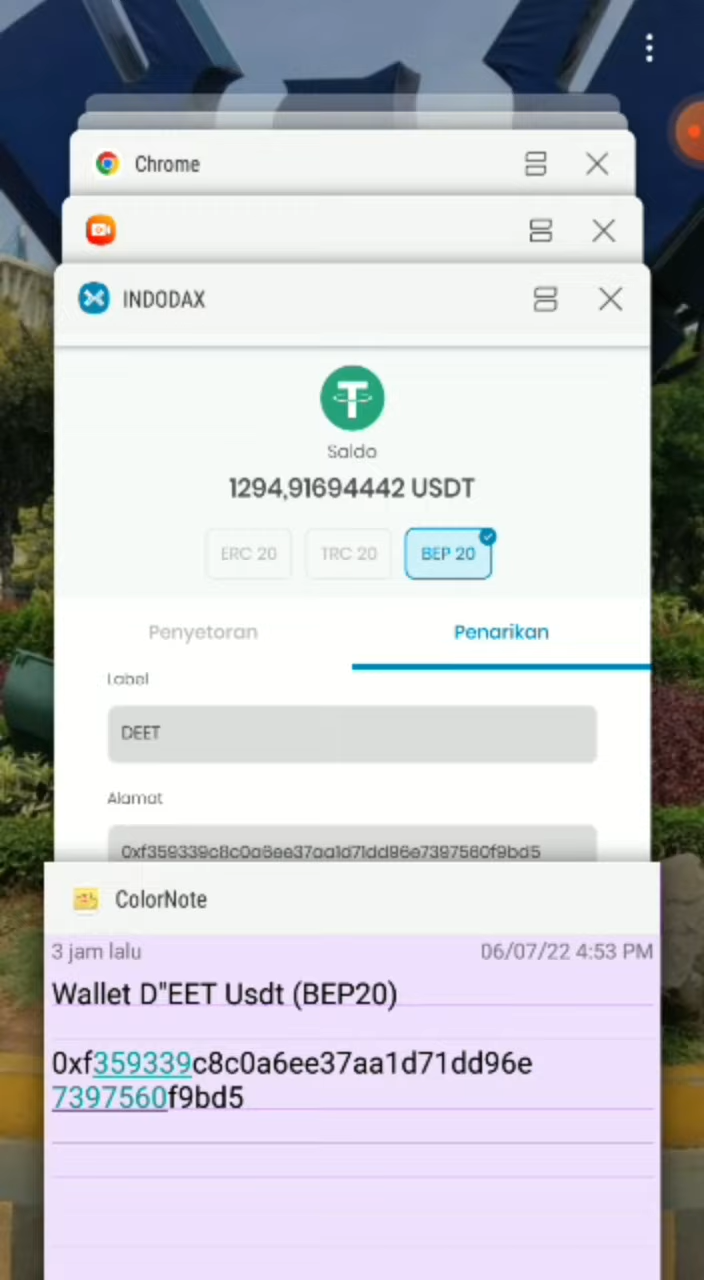 Chrome
INDODAX
Saldo
1294,91694442 USDT
ERC 20
TRC 20
BEP 20
Penyetoran
Penarikan
Label
DEET
Alamat
0xf359339c8c0a6ee37aa1d71dd96e7397560f9bd5
ColorNote
3 jam lalu
06/07/22 4:53 PM
Wallet D"EET Usdt (BEP20)
0xf359339c8c0a6ee37aa1d71dd96e
7397560f9bd5